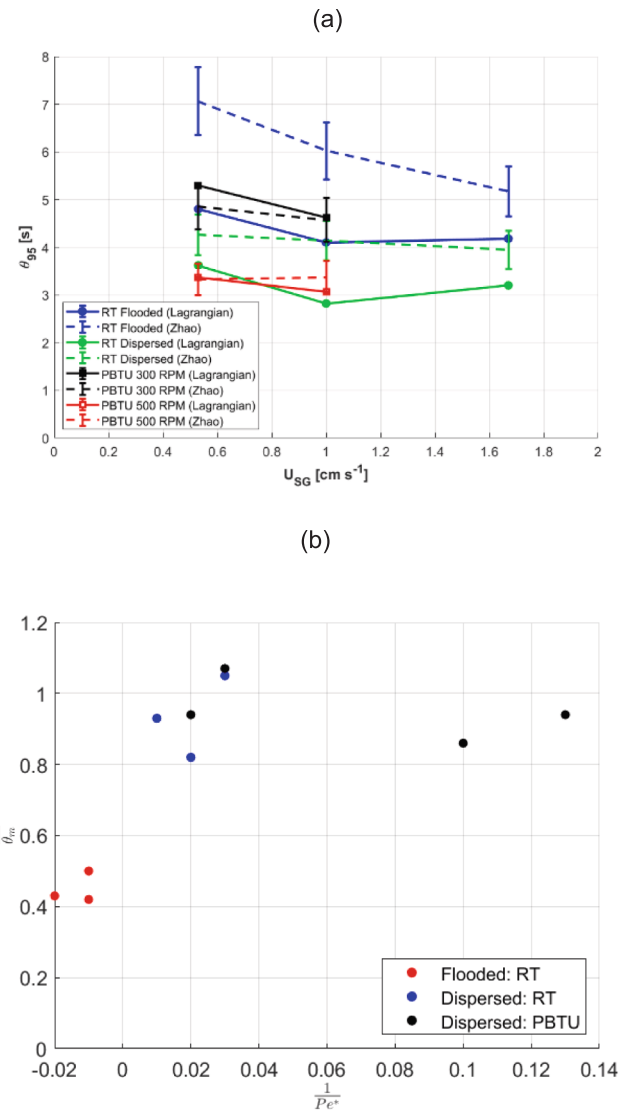 (a)
8
7
6
5
4
3
2
1
0
θ95 [s]
RT Flooded (Lagrangian)
RT Flooded (Zhao)
RT Dispersed (Lagrangian)
RT Dispersed (Zhao)
PBTU 300 RPM (Lagrangian)
PBTU 300 RPM (Zhao)
PBTU 500 RPM (Lagrangian)
PBTU 500 RPM (Zhao)
0 0.2 0.4 0.6 0.8 1 1.2 1.4 1.6 1.8 2
USG [cm s-1]
(b)
1.2
1
0.8
0.6
0.4
0.2
0
θm
Flooded: RT
Dispersed: RT
Dispersed: PBTU
-0.02 0 0.02 0.04 0.06 0.08 0.1 0.12 0.14
1
Pe*